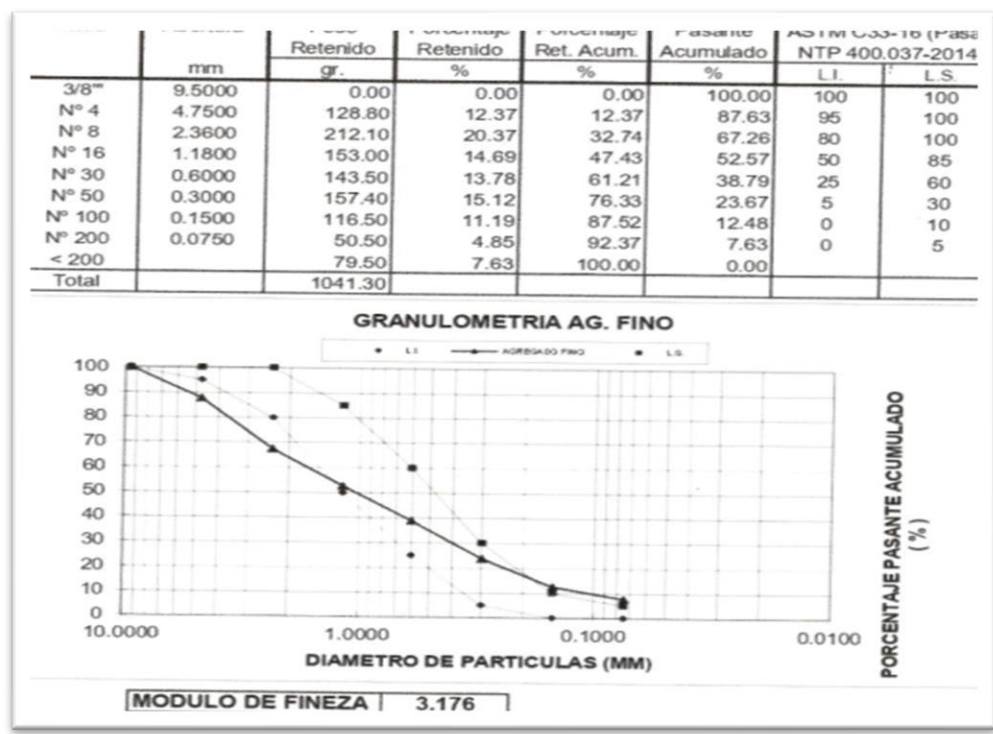 Retenido Retenido Ret. Acum. Acumulado NTP 400.037-2014
mm gr. % % % L.I. L.S.
3/8"' 9.5000 0.00 0.00 0.00 100.00 100 100
Nº 4 4.7500 128.80 12.37 12.37 87.63 95 100
Nº 8 2.3600 212.10 20.37 32.74 67.26 80 100
Nº 16 1.1800 153.00 14.69 47.43 52.57 50 85
Nº 30 0.6000 143.50 13.78 61.21 38.79 25 60
Nº 50 0.3000 157.40 15.12 76.33 23.67 5 30
Nº 100 0.1500 116.50 11.19 87.52 12.48 0 10
Nº 200 0.0750 50.50 4.85 92.37 7.63 0 5
< 200 79.50 7.63 100.00 0.00
Total 1041.30
GRANULOMETRIA AG. FINO
L.I. AGREGADO FINO L.S.
100
90
80
70
60
50
40
30
20
10
0
10.0000 1.0000 0.1000 0.0100
DIAMETRO DE PARTICULAS (MM)
PORCENTAJE PASANTE ACUMULADO
(%)
MODULO DE FINEZA 3.176